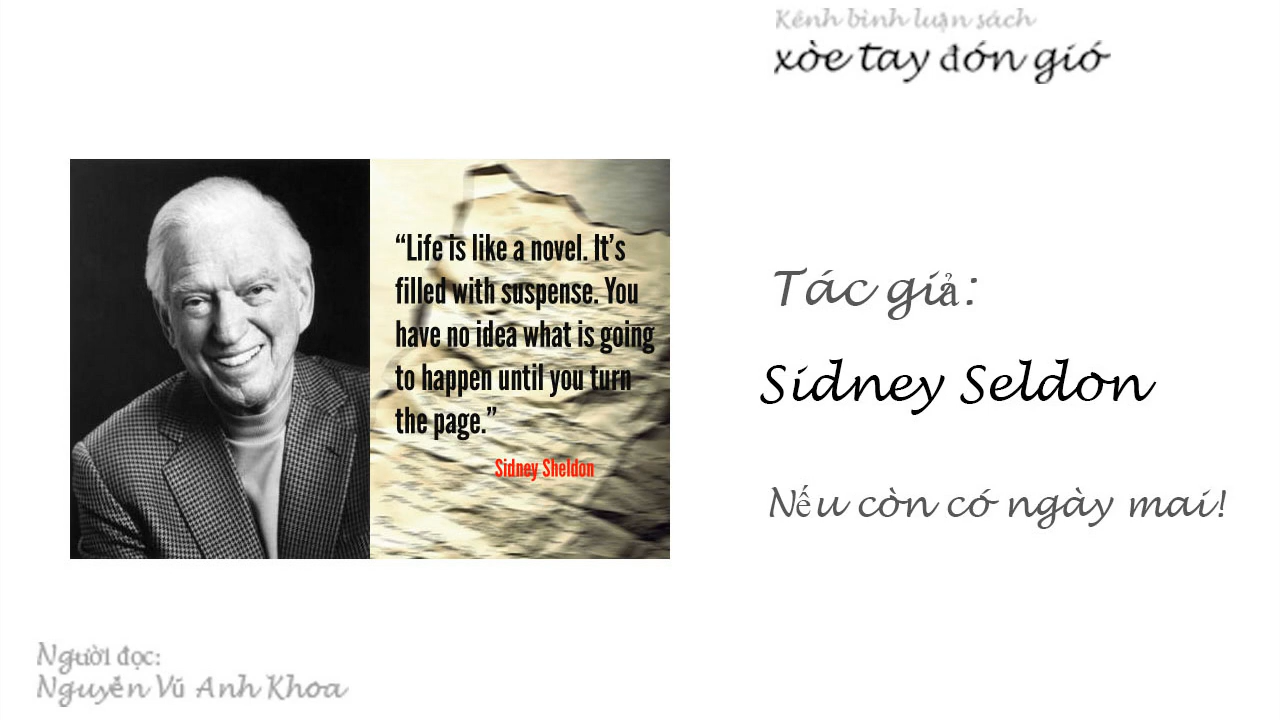 Kênh bình luận sách
xòe tay đón gió
“Life is like a novel. It’s
filled with suspense. You
have no idea what is going
to happen until you turn
the page.”
Sidney Sheldon
Tác giả:
Sidney Seldon
Nếu còn có ngày mai!
Người đọc:
Nguyễn Vũ Anh Khoa